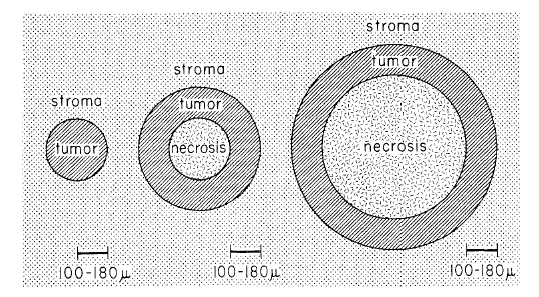 stroma
tumor
100-180μ
stroma
tumor
necrosis
100-180μ
stroma
tumor
necrosis
100-180μ